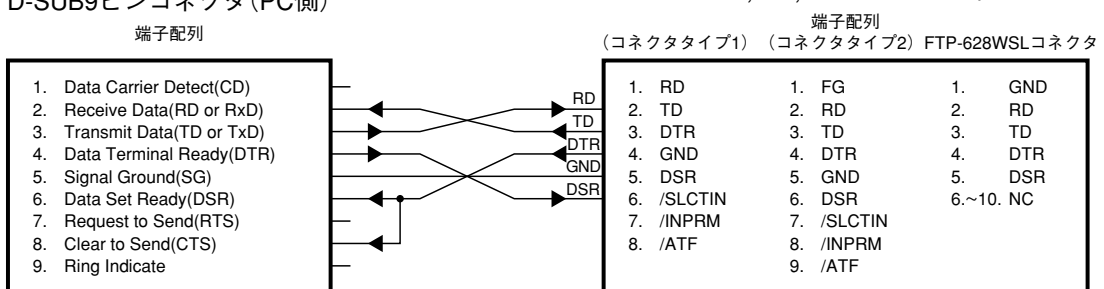 D-SUB9ピンコネクタ(PC側)
端子配列
端子配列
(コネクタタイプ1) (コネクタタイプ2) FTP-628WSLコネクタ
1. Data Carrier Detect(CD)
2. Receive Data(RD or RxD)
3. Transmit Data(TD or TxD)
4. Data Terminal Ready(DTR)
5. Signal Ground(SG)
6. Data Set Ready(DSR)
7. Request to Send(RTS)
8. Clear to Send(CTS)
9. Ring Indicate
RD
TD
DTR
GND
DSR
1. RD
2. TD
3. DTR
4. GND
5. DSR
6. /SLCTIN
7. /INPRM
8. /ATF
1. FG
2. RD
3. TD
4. DTR
5. GND
6. DSR
7. /SLCTIN
8. /INPRM
9. /ATF
1. GND
2. RD
3. TD
4. DTR
5. DSR
6.~10. NC